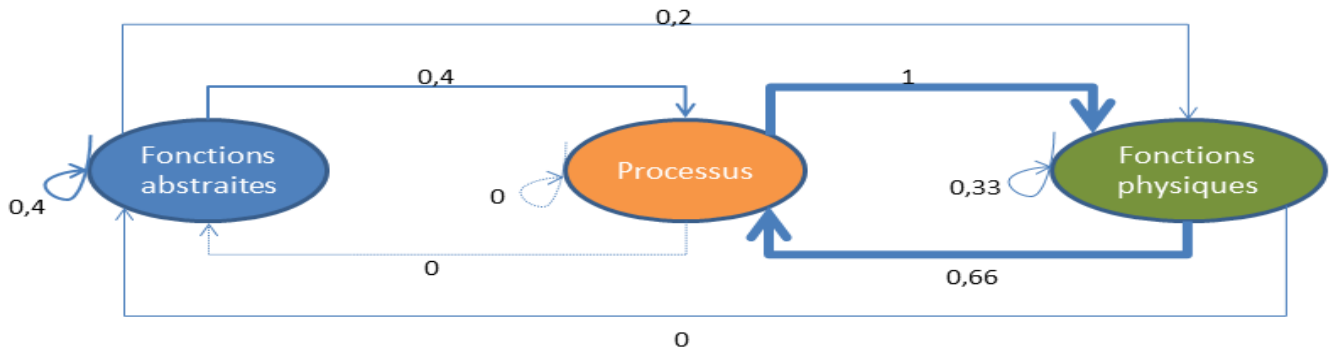 0,2
0,4
1
Fonctions
abstraites
Processus
Fonctions
physiques
0,4
0
0,33
0
0,66
0